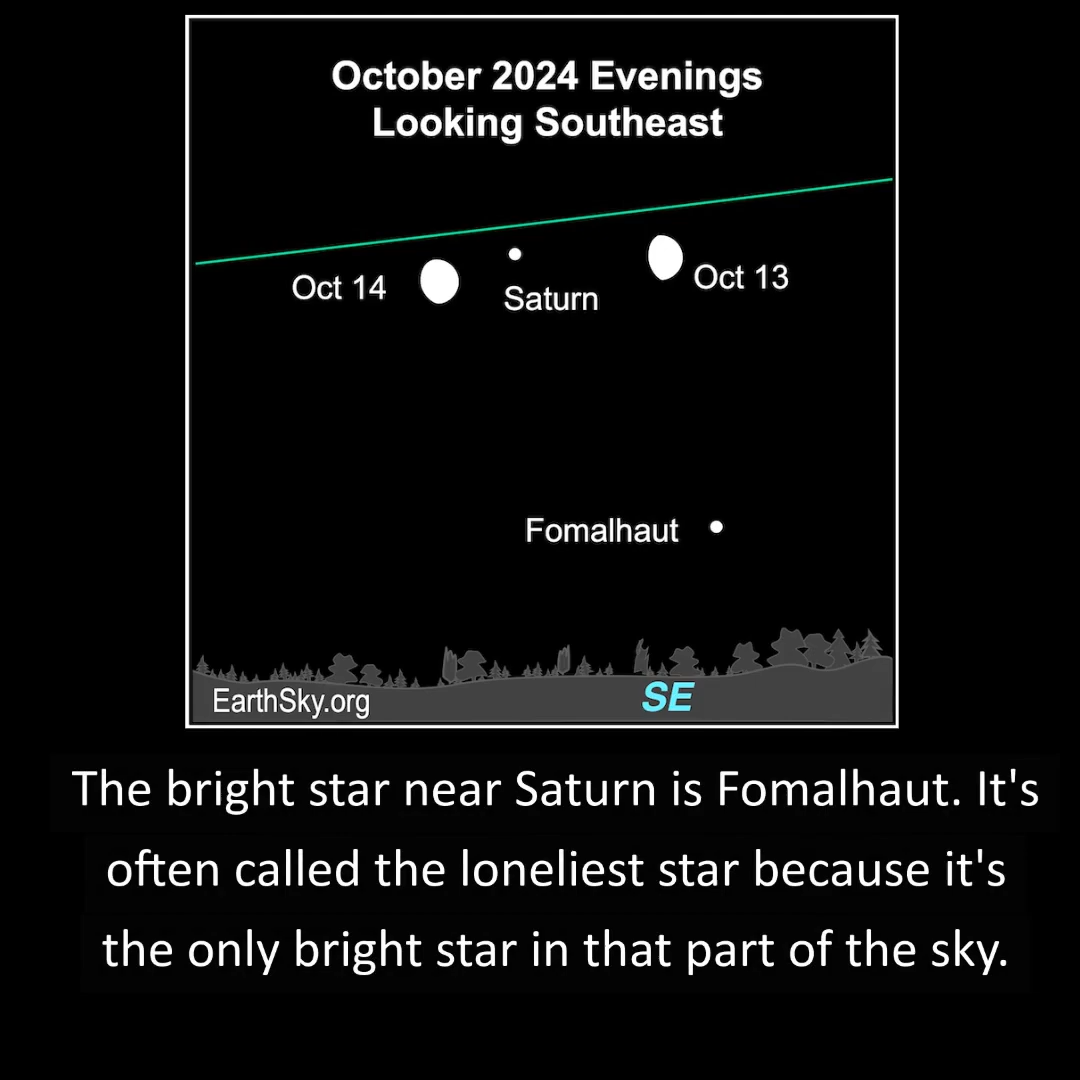 October 2024 Evenings
Looking Southeast
Oct 14
Saturn
Oct 13
Fomalhaut
EarthSky.org
SE
The bright star near Saturn is Fomalhaut. It's
often called the loneliest star because it's
the only bright star in that part of the sky.